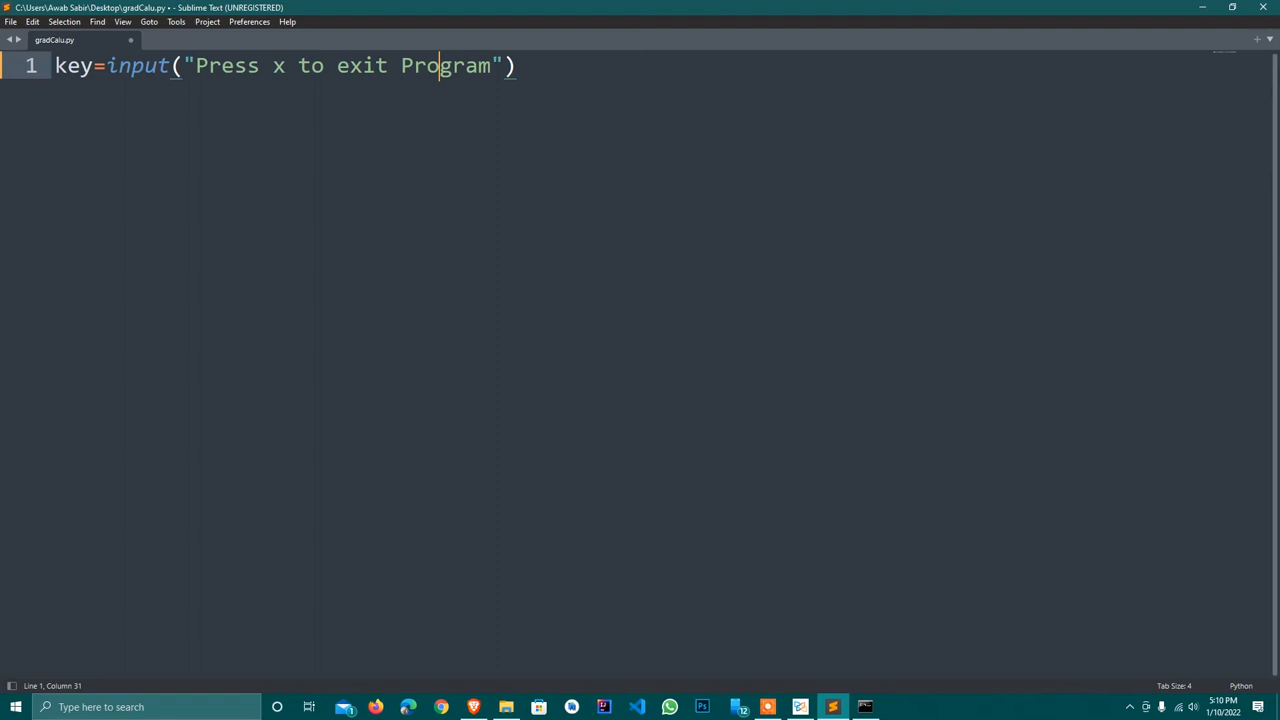 C:\Users\Awab Sabir\Desktop\gradCalu.py • - Sublime Text (UNREGISTERED)
File Edit Selection Find View Goto Tools Project Preferences Help
gradCalu.py
1 key=input("Press x to exit Program")
Line 1, Column 31
Tab Size: 4
Python
Type here to search
Ps
12
5:10 PM
1/10/2022